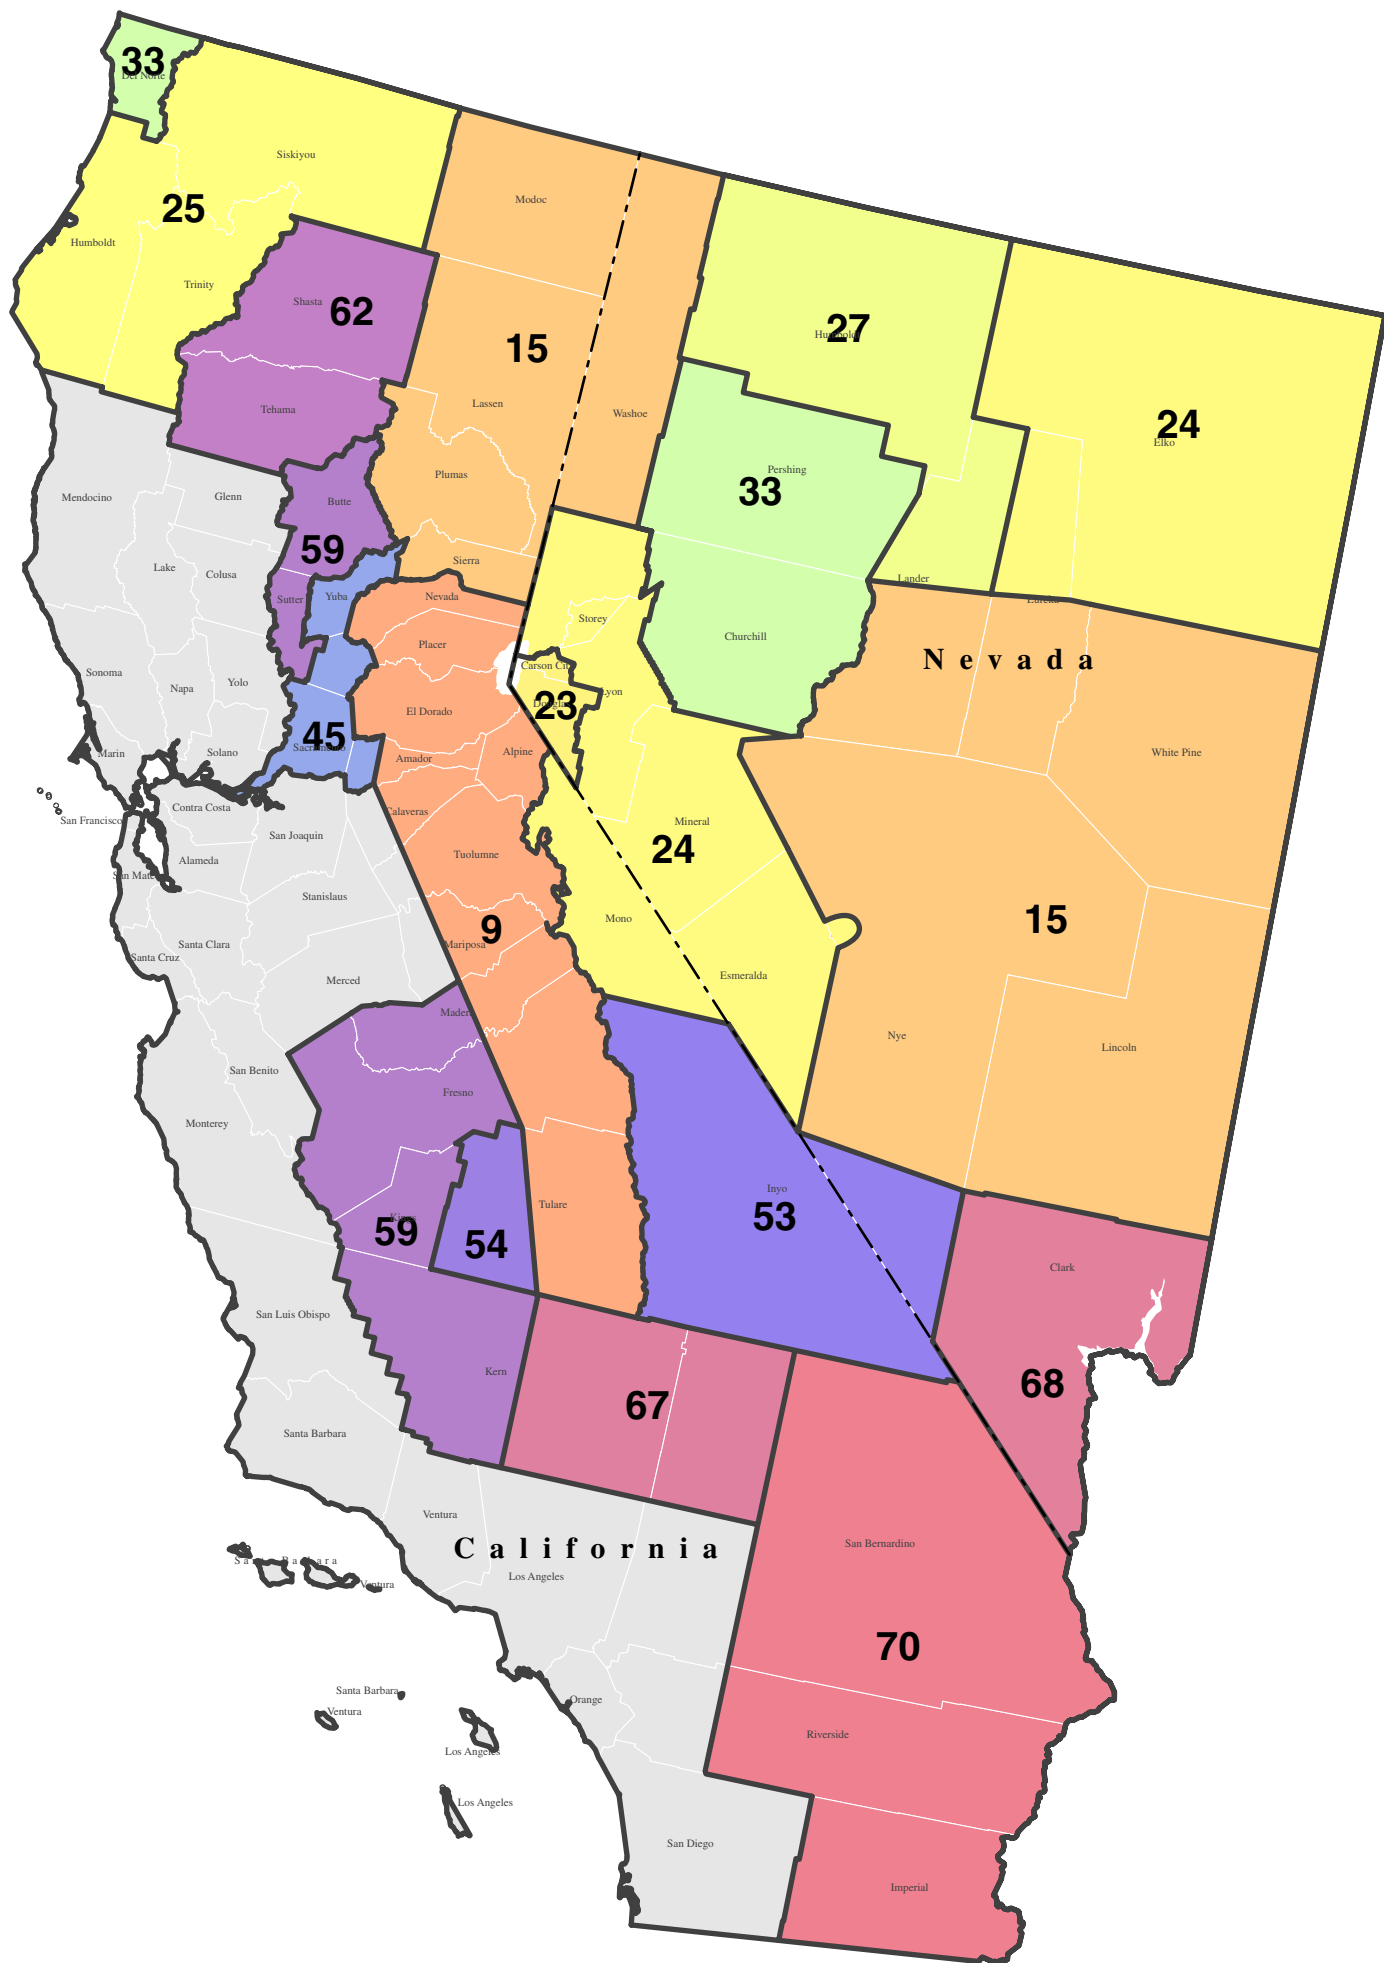 33
Del Norte
Siskiyou
Modoc
25
Humboldt
Trinity
Shasta
62
27
Humboldt
15
Lassen
Washoe
Tehama
24
Elko
Pershing
33
Plumas
Mendocino
Glenn
Butte
59
Sierra
Lake
Colusa
Lander
Eureka
Sutter
Yuba
Nevada
Storey
Churchill
Placer
Nevada
Sonoma
Napa
Yolo
Carson City
Lyon
El Dorado
Douglas
23
45
Sacramento
Marin
Solano
Amador
Alpine
White Pine
San Francisco
Contra Costa
Calaveras
Mineral
San Joaquin
24
Alameda
Tuolumne
San Mateo
Stanislaus
Mono
15
9
Santa Clara
Mariposa
Santa Cruz
Esmeralda
Merced
Madera
Nye
Lincoln
San Benito
Fresno
Monterey
Inyo
53
Tulare
Kings
59
54
Clark
San Luis Obispo
Kern
68
67
Santa Barbara
Ventura
California
San Bernardino
Santa Barbara
Los Angeles
Ventura
70
Santa Barbara
Orange
Ventura
Riverside
Los Angeles
Los Angeles
San Diego
Imperial